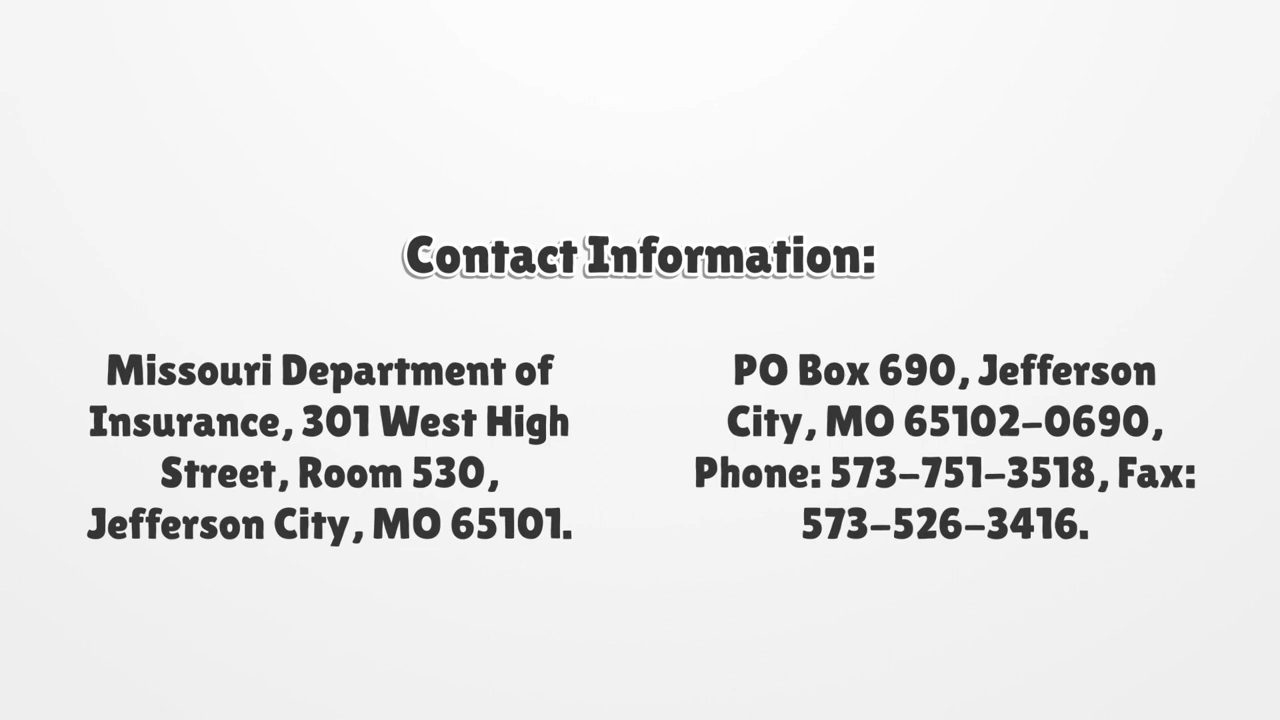 Contact Information:
Missouri Department of
Insurance, 301 West High
Street, Room 530,
Jefferson City, MO 65101.
PO Box 690, Jefferson
City, MO 65102-0690,
Phone: 573-751-3518, Fax:
573-526-3416.